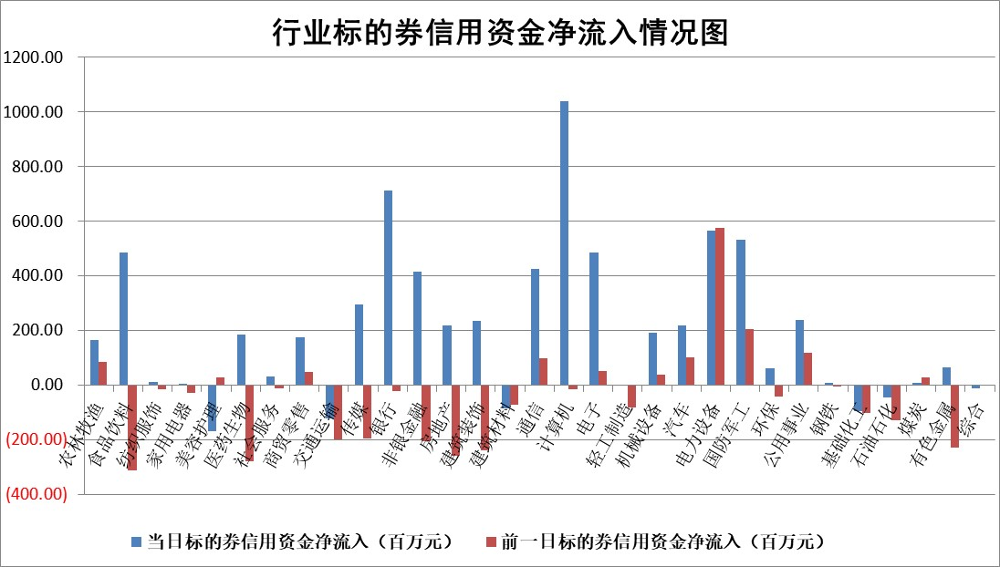 行业标的券信用资金净流入情况图
1200.00
1000.00
800.00
600.00
400.00
200.00
0.00
(200.00)
(400.00)
农林牧渔
食品饮料
纺织服饰
家用电器
美容护理
医药生物
社会服务
商贸零售
交通运输
传媒
银行
非银金融
房地产
建筑装饰
建筑材料
通信
计算机
电子
轻工制造
机械设备
汽车
电力设备
国防军工
环保
公用事业
钢铁
基础化工
石油石化
煤炭
有色金属
综合
当日标的券信用资金净流入（百万元）
前一日标的券信用资金净流入（百万元）